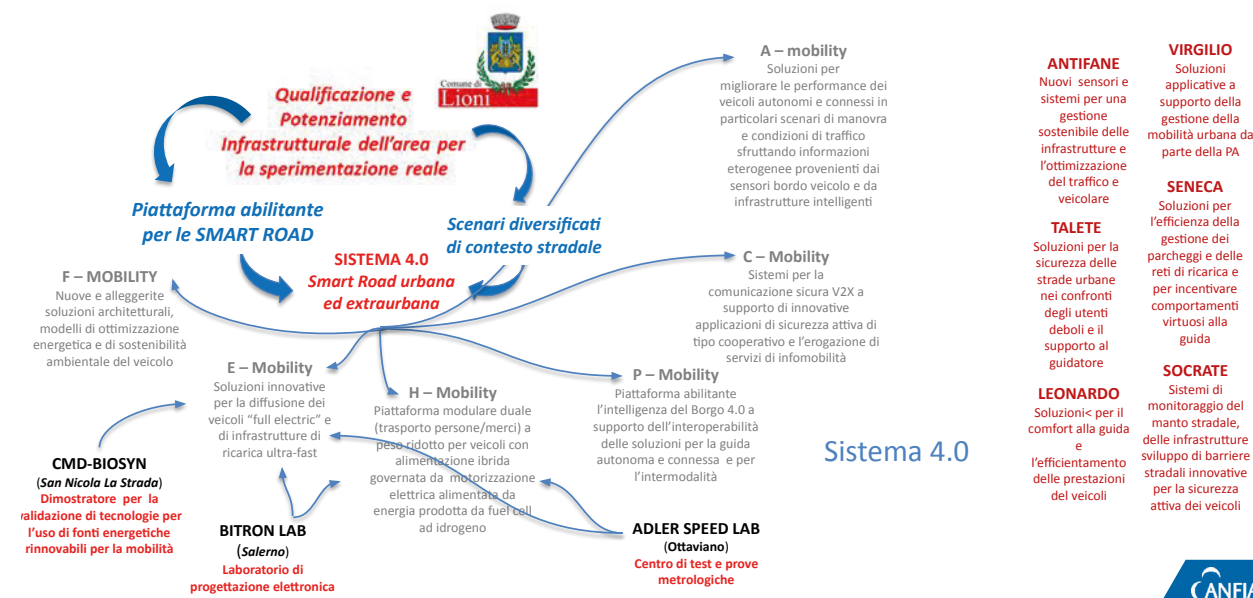 Comune di
Lioni
Qualificazione e
Potenziamento
Infrastrutturale dell'area per
la sperimentazione reale
Piattaforma abilitante
per le SMART ROAD
Scenari diversificati
di contesto stradale
SISTEMA 4.0
Smart Road urbana
ed extraurbana
A – mobility
Soluzioni per
migliorare le performance dei
veicoli autonomi e connessi in
particolari scenari di manovra
e condizioni di traffico
sfruttando informazioni
eterogenee provenienti dai
sensori bordo veicolo e da
infrastrutture intelligenti
F – MOBILITY
Nuove e alleggerite
soluzioni architetturali,
modelli di ottimizzazione
energetica e di sostenibilità
ambientale del veicolo
C – Mobility
Sistemi per la
comunicazione sicura V2X a
supporto di innovative
applicazioni di sicurezza attiva di
tipo cooperativo e l'erogazione di
servizi di infomobilità
E – Mobility
Soluzioni innovative
per la diffusione dei
veicoli "full electric" e
di infrastrutture di
ricarica ultra-fast
H – Mobility
Piattaforma modulare duale
(trasporto persone/merci) a
peso ridotto per veicoli con
alimentazione ibrida
governata da motorizzazione
elettrica alimentata da
energia prodotta da fuel cell
ad idrogeno
P – Mobility
Piattaforma abilitante
l'intelligenza del Borgo 4.0 a
supporto dell'interoperabilità
delle soluzioni per la guida
autonoma e connessa e per
l'intermodalità
CMD-BIOSYN
(San Nicola La Strada)
Dimostratore per la
validazione di tecnologie per
l'uso di fonti energetiche
rinnovabili per la mobilità
BITRON LAB
(Salerno)
Laboratorio di
progettazione elettronica
ADLER SPEED LAB
(Ottaviano)
Centro di test e prove
metrologiche
Sistema 4.0
ANTIFANE
Nuovi sensori e
sistemi per una
gestione
sostenibile delle
infrastrutture e
l'ottimizzazione
del traffico e
veicolare
TALETE
Soluzioni per la
sicurezza delle
strade urbane
nei confronti
degli utenti
deboli e il
supporto al
guidatore
LEONARDO
Soluzioni< per il
comfort alla guida
e
l'efficientamento
delle prestazioni
del veicoli
VIRGILIO
Soluzioni
applicative a
supporto della
gestione della
mobilità urbana da
parte della PA
SENECA
Soluzioni per
l'efficienza della
gestione dei
parcheggi e delle
reti di ricarica e
per incentivare
comportamenti
virtuosi alla
guida
SOCRATE
Sistemi di
monitoraggio del
manto stradale,
delle infrastrutture
sviluppo di barriere
stradali innovative
per la sicurezza
attiva dei veicoli
ANFIA